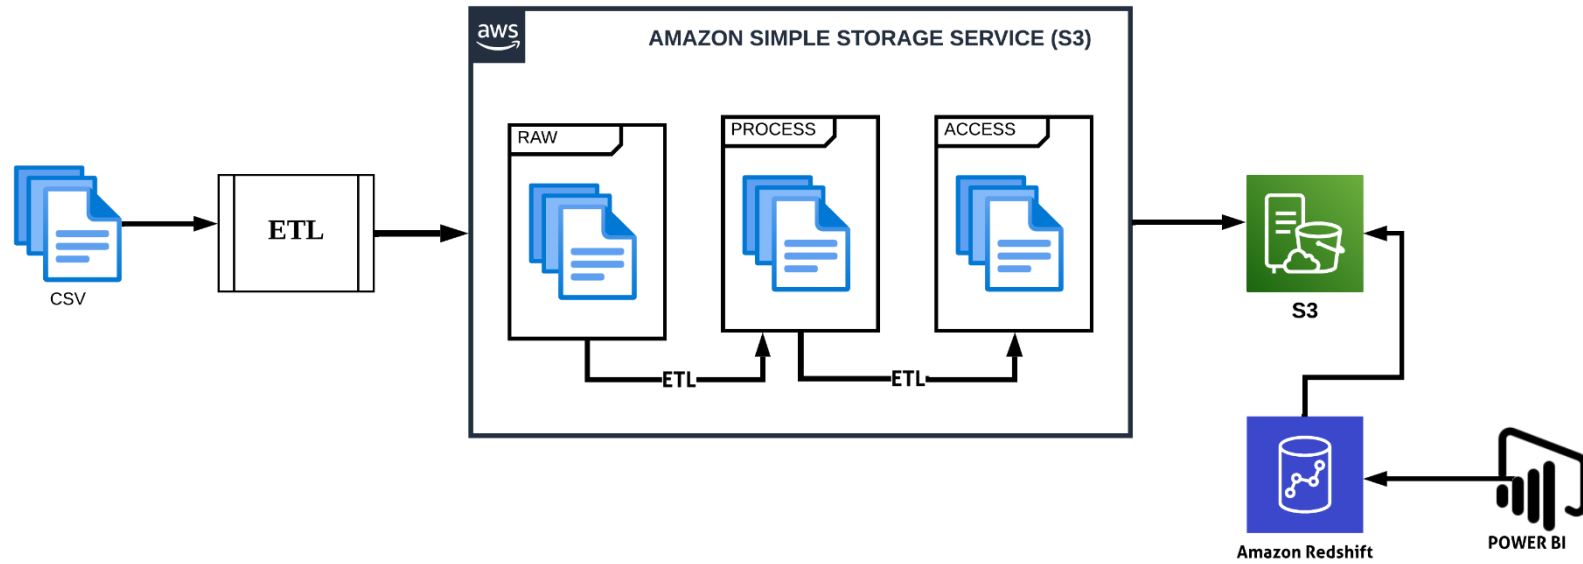 aws
AMAZON SIMPLE STORAGE SERVICE (S3)
RAW
PROCESS
ACCESS
CSV
ETL
ETL
ETL
S3
Amazon Redshift
POWER BI